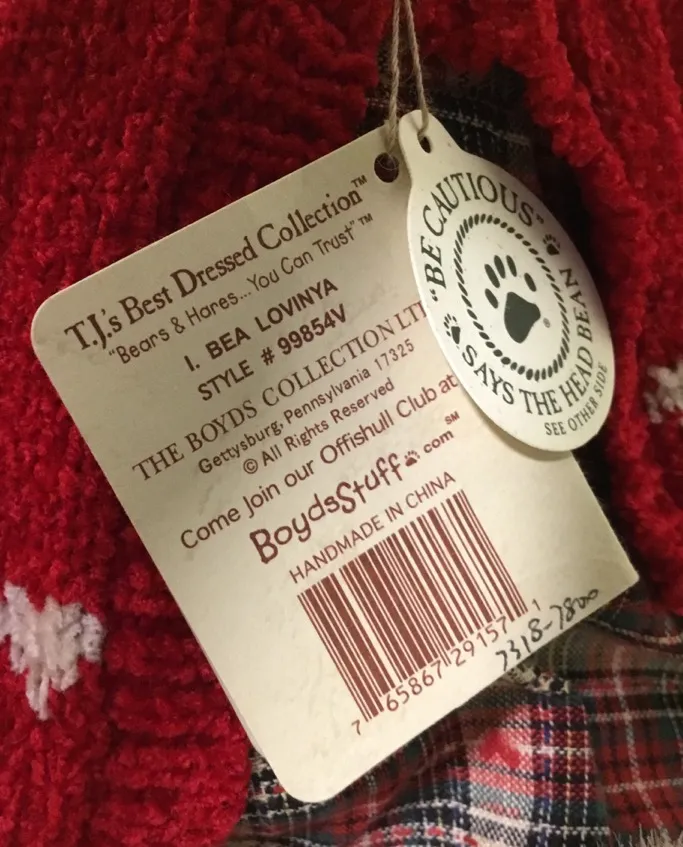 T.J.'s Best Dressed Collection™
"Bears & Hares...You Can Trust"™
I. BEA LOVINYA
STYLE # 99854V
THE BOYDS COLLECTION LT
Gettysburg, Pennsylvania 17325
© All Rights Reserved
Come Join our Offishull Club at
BoydsStuff.com℠
HANDMADE IN CHINA
7 65867 29157
7318-7800
"BE CAUTIOUS"
®
SAYS THE HEAD BEAN
SEE OTHER SIDE